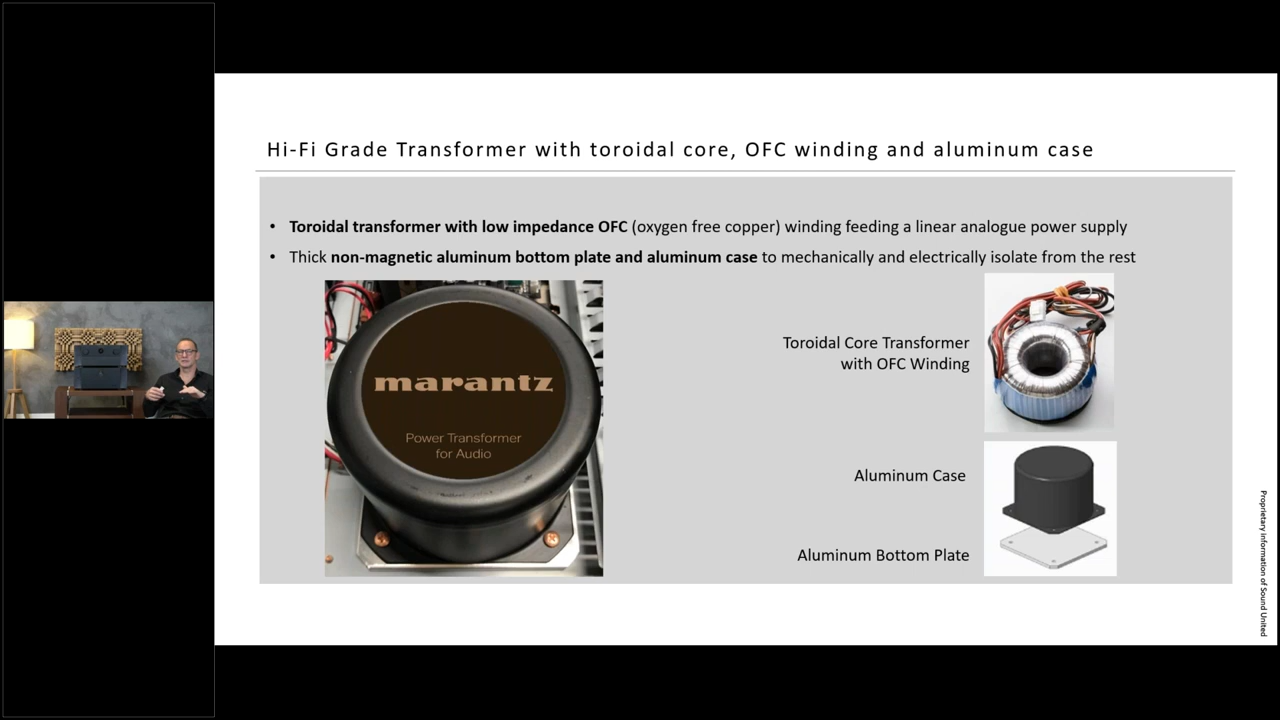 Hi-Fi Grade Transformer with toroidal core, OFC winding and aluminum case
• Toroidal transformer with low impedance OFC (oxygen free copper) winding feeding a linear analogue power supply
• Thick non-magnetic aluminum bottom plate and aluminum case to mechanically and electrically isolate from the rest
marantz
Power Transformer
for Audio
Toroidal Core Transformer
with OFC Winding
Aluminum Case
Aluminum Bottom Plate
Proprietary information of Sound United